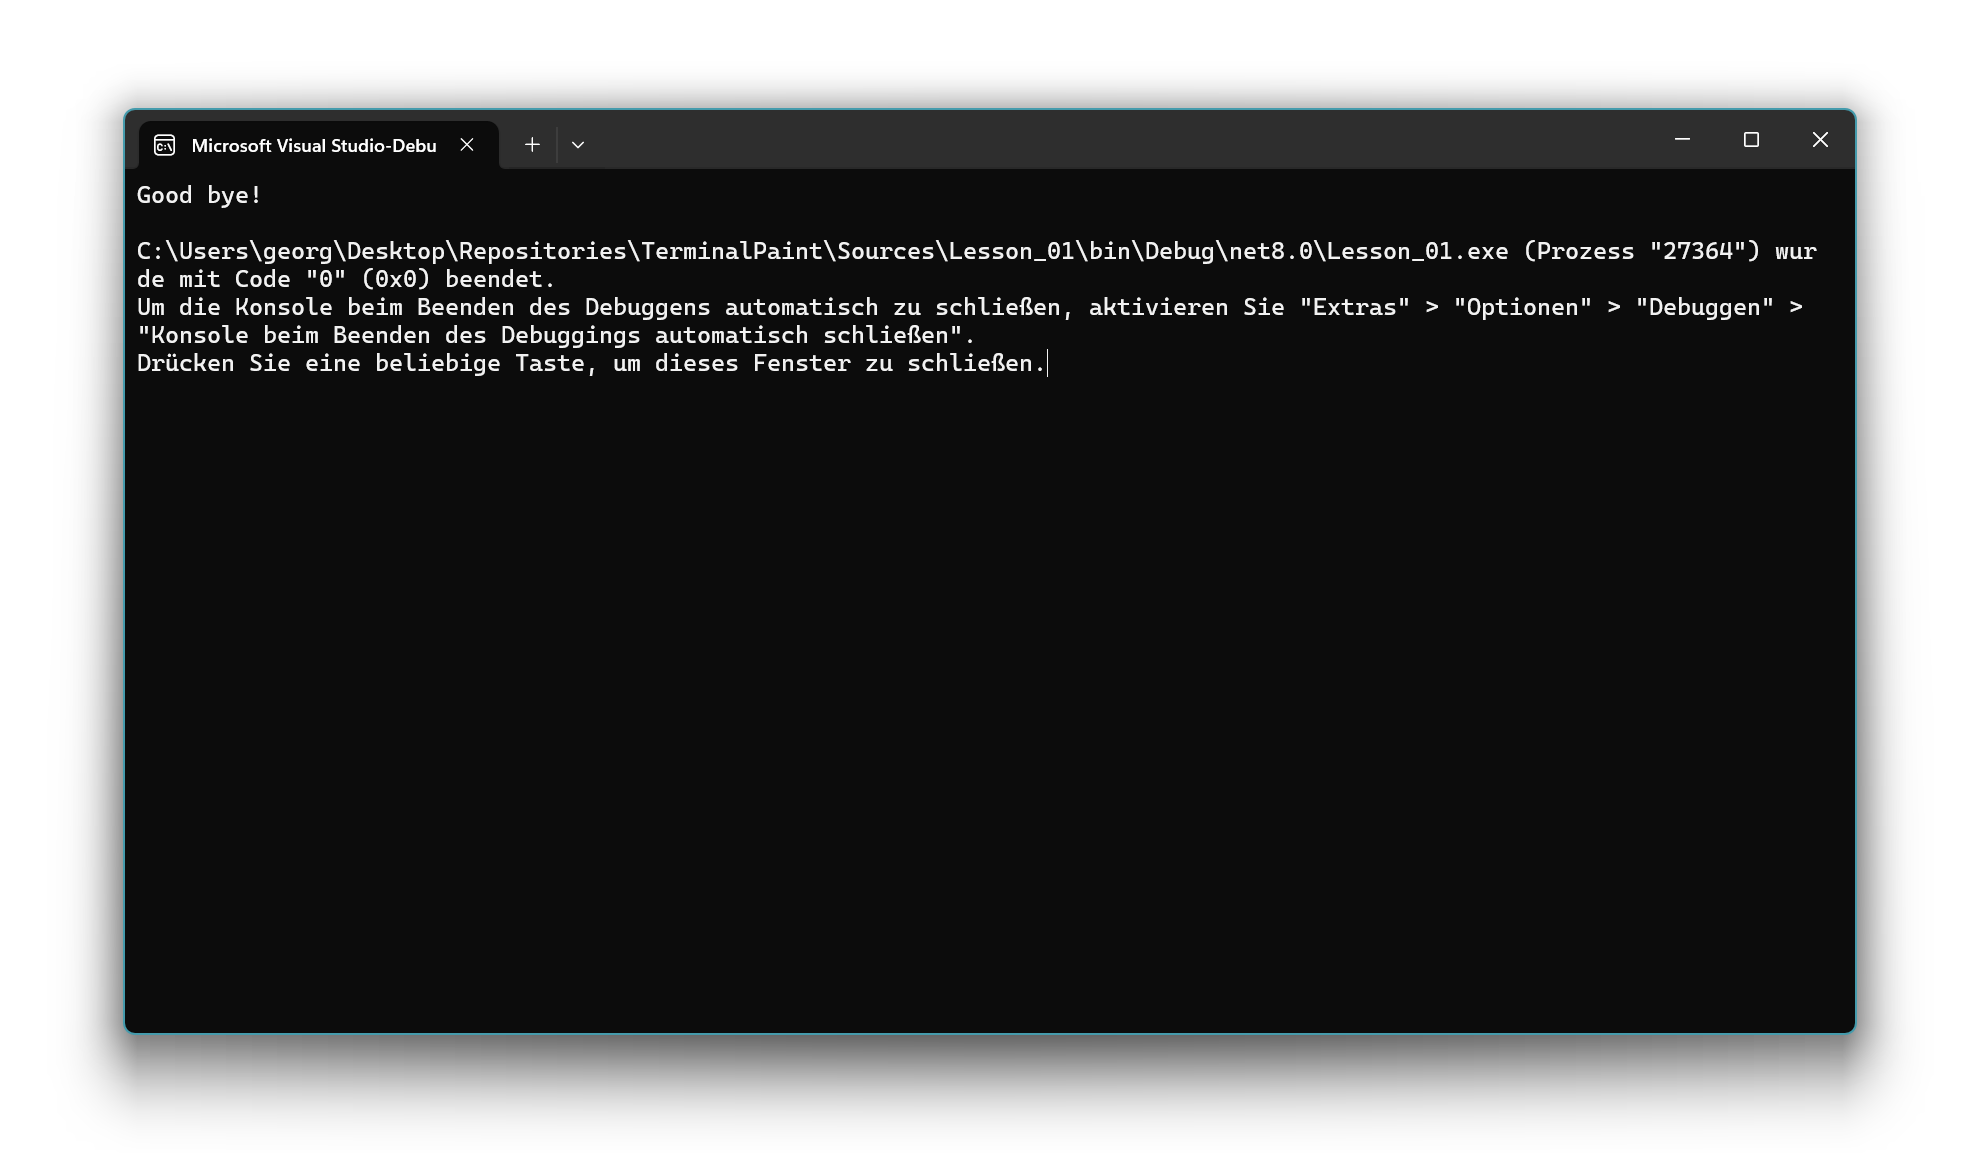 Microsoft Visual Studio-Debu
Good bye!
C:\Users\georg\Desktop\Repositories\TerminalPaint\Sources\Lesson_01\bin\Debug\net8.0\Lesson_01.exe (Prozess "27364") wur
de mit Code "0" (0x0) beendet.
Um die Konsole beim Beenden des Debuggens automatisch zu schließen, aktivieren Sie "Extras" > "Optionen" > "Debuggen" >
"Konsole beim Beenden des Debuggings automatisch schließen".
Drücken Sie eine beliebige Taste, um dieses Fenster zu schließen.